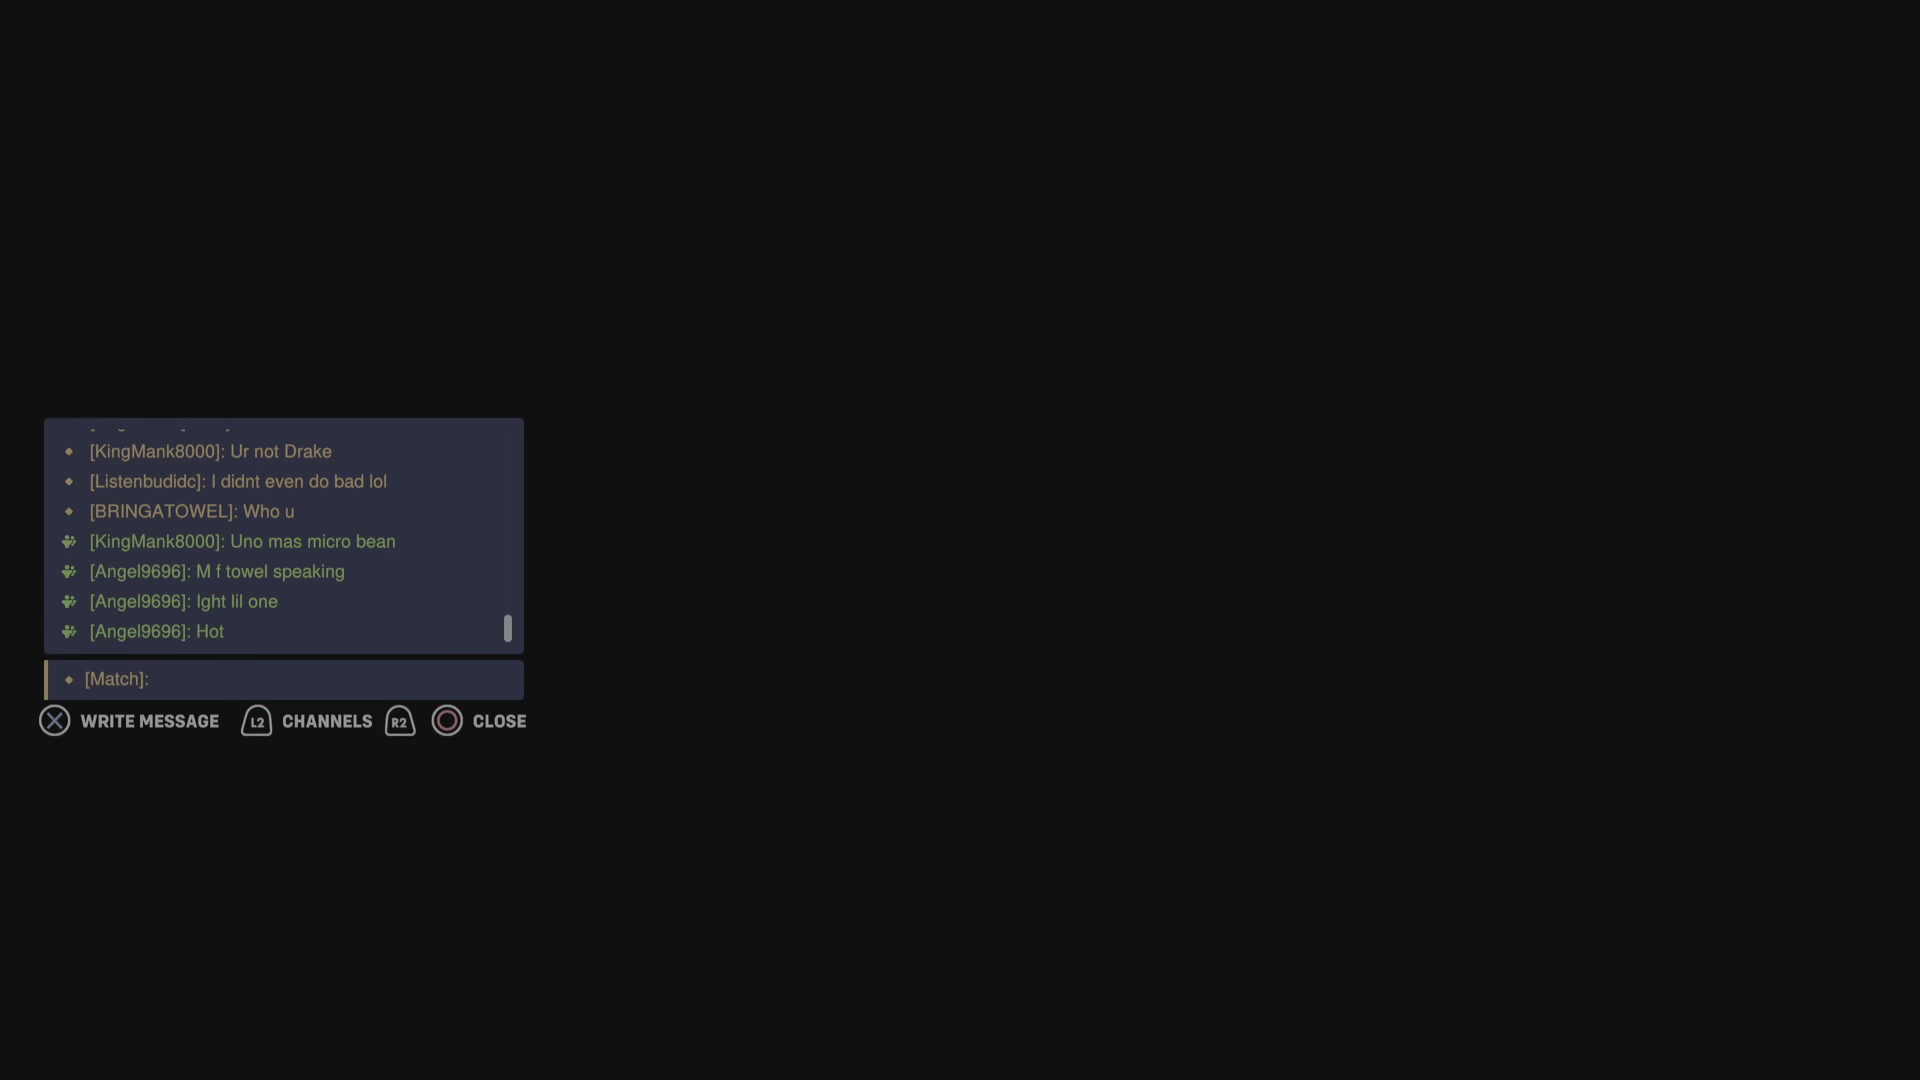 [KingMank8000]: Ur not Drake
[Listenbudidc]: I didnt even do bad lol
[BRINGATOWEL]: Who u
[KingMank8000]: Uno mas micro bean
[Angel9696]: M f towel speaking
[Angel9696]: Ight lil one
[Angel9696]: Hot
[Match]:
WRITE MESSAGE L2 CHANNELS R2 CLOSE